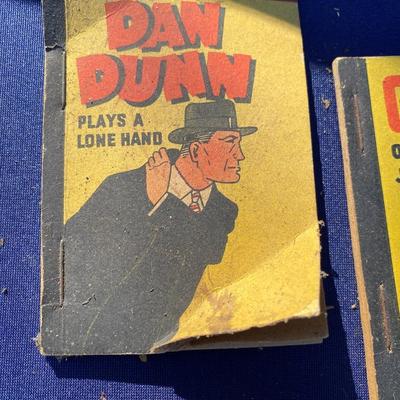 DAN
DUNN
PLAYS A
LONE HAND